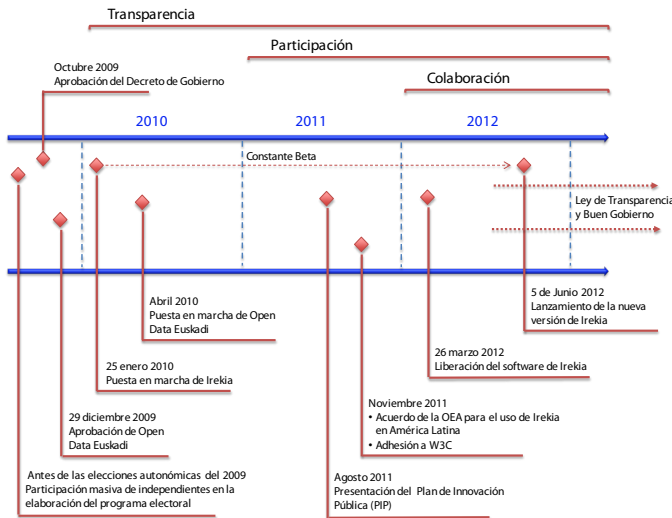 Transparencia
Participación
Colaboración
Octubre 2009
Aprobación del Decreto de Gobierno
2010
2011
2012
Constante Beta
Ley de Transparencia
y Buen Gobierno
5 de Junio 2012
Lanzamiento de la nueva
versión de Irekia
Abril 2010
Puesta en marcha de Open
Data Euskadi
26 marzo 2012
Liberación del software de Irekia
25 enero 2010
Puesta en marcha de Irekia
Noviembre 2011
• Acuerdo de la OEA para el uso de Irekia
en América Latina
• Adhesión a W3C
29 diciembre 2009
Aprobación de Open
Data Euskadi
Antes de las elecciones autonómicas del 2009
Participación masiva de independientes en la
elaboración del programa electoral
Agosto 2011
Presentación del Plan de Innovación
Pública (PIP)